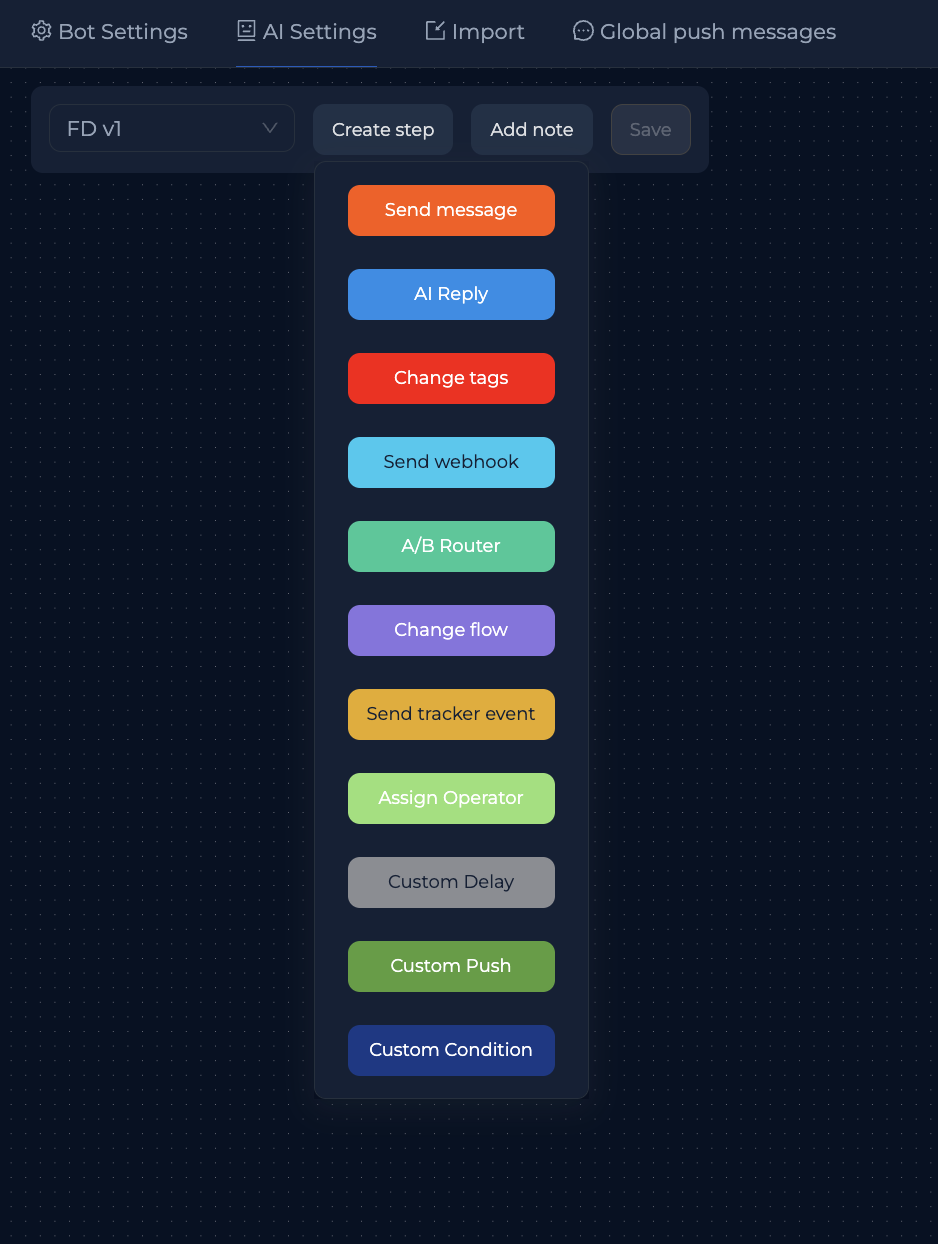 Bot Settings
AI Settings
Import
Global push messages
FD v1
Create step
Add note
Save
Send message
AI Reply
Change tags
Send webhook
A/B Router
Change flow
Send tracker event
Assign Operator
Custom Delay
Custom Push
Custom Condition